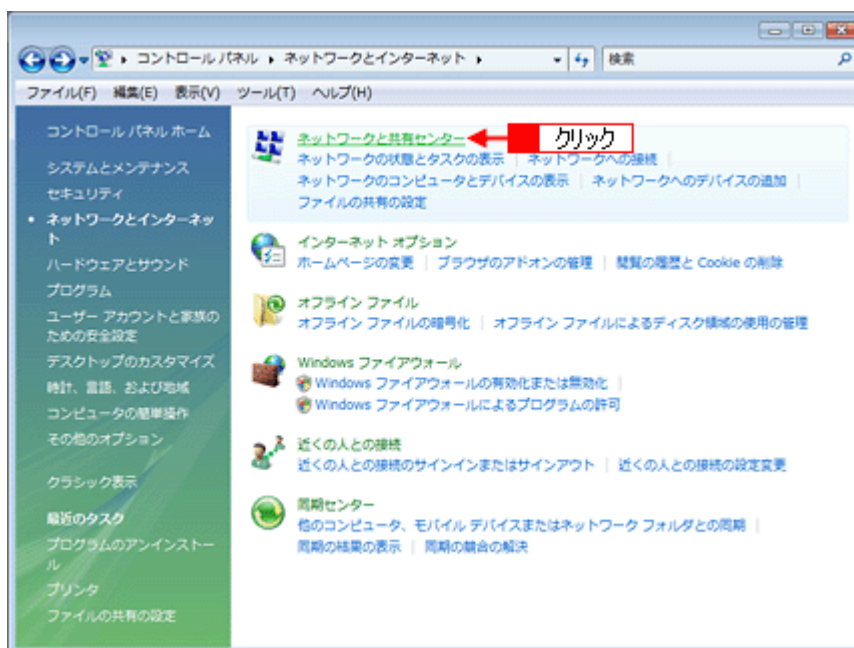 コントロール パネル ▸ ネットワークとインターネット ▸ 検索
ファイル(F) 編集(E) 表示(V) ツール(T) ヘルプ(H)
コントロール パネル ホーム
システムとメンテナンス
セキュリティ
• ネットワークとインターネッ
ト
ハードウェアとサウンド
プログラム
ユーザー アカウントと家族の
ための安全設定
デスクトップのカスタマイズ
時計、言語、および地域
コンピュータの簡単操作
その他のオプション
クラシック表示
最近のタスク
プログラムのアンインストー
ル
プリンタ
ファイルの共有の設定
ネットワークと共有センター クリック
ネットワークの状態とタスクの表示 | ネットワークへの接続 |
ネットワークのコンピュータとデバイスの表示 | ネットワークへのデバイスの追加 |
ファイルの共有の設定
インターネット オプション
ホームページの変更 | ブラウザのアドオンの管理 | 閲覧の履歴と Cookie の削除
オフライン ファイル
オフライン ファイルの暗号化 | オフライン ファイルによるディスク領域の使用の管理
Windows ファイアウォール
Windows ファイアウォールの有効化または無効化 |
Windows ファイアウォールによるプログラムの許可
近くの人との接続
近くの人との接続のサインインまたはサインアウト | 近くの人との接続の設定変更
同期センター
他のコンピュータ、モバイル デバイスまたはネットワーク フォルダとの同期 |
同期の結果の表示 | 同期の競合の解決